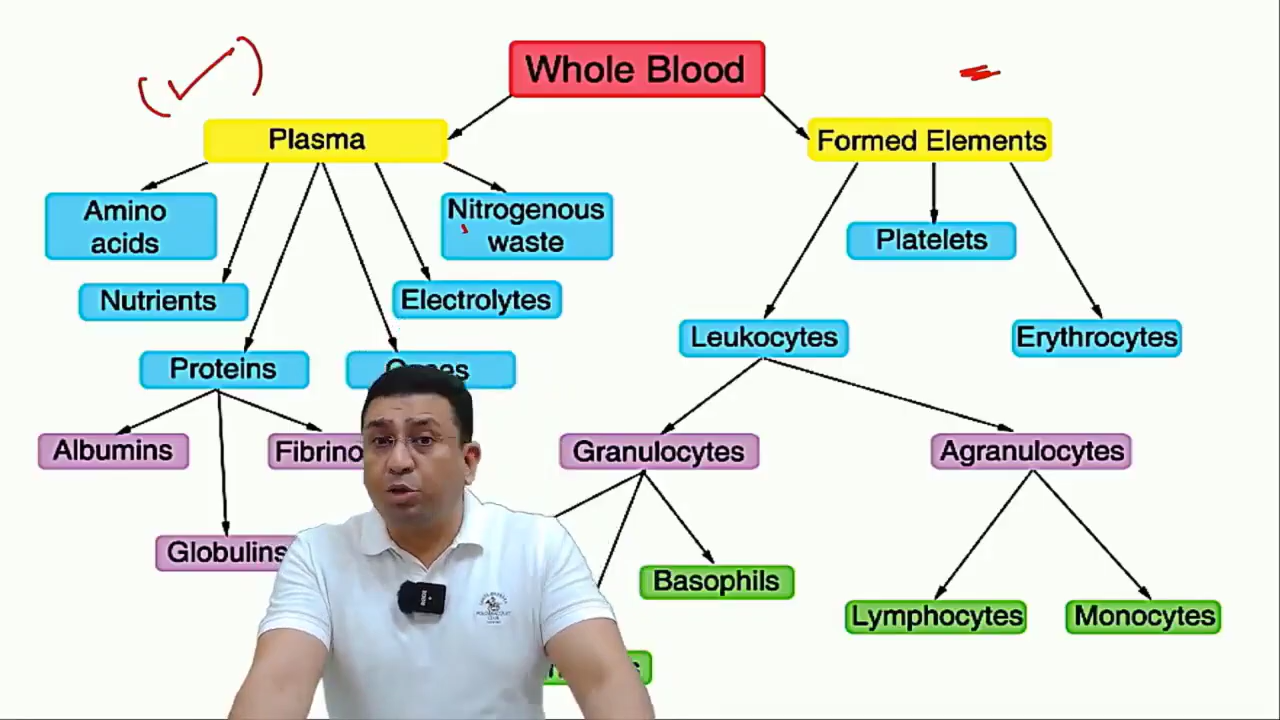 Whole Blood
Plasma
Formed Elements
Amino
acids
Nitrogenous
waste
Platelets
Nutrients
Electrolytes
Leukocytes
Erythrocytes
Proteins
Albumins
Granulocytes
Agranulocytes
Globulins
Basophils
Lymphocytes
Monocytes